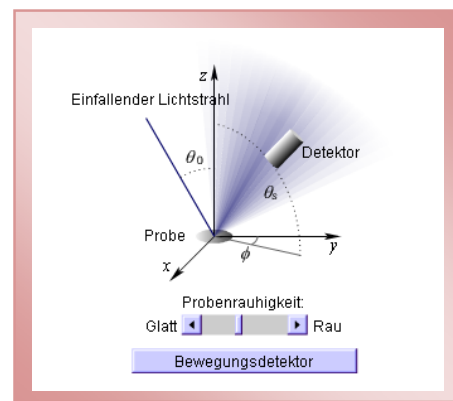 z
Einfallender Lichtstrahl
θ0
Detektor
θs
Probe
y
x
ϕ
Probenrauhigkeit:
Glatt Rau
Bewegungsdetektor